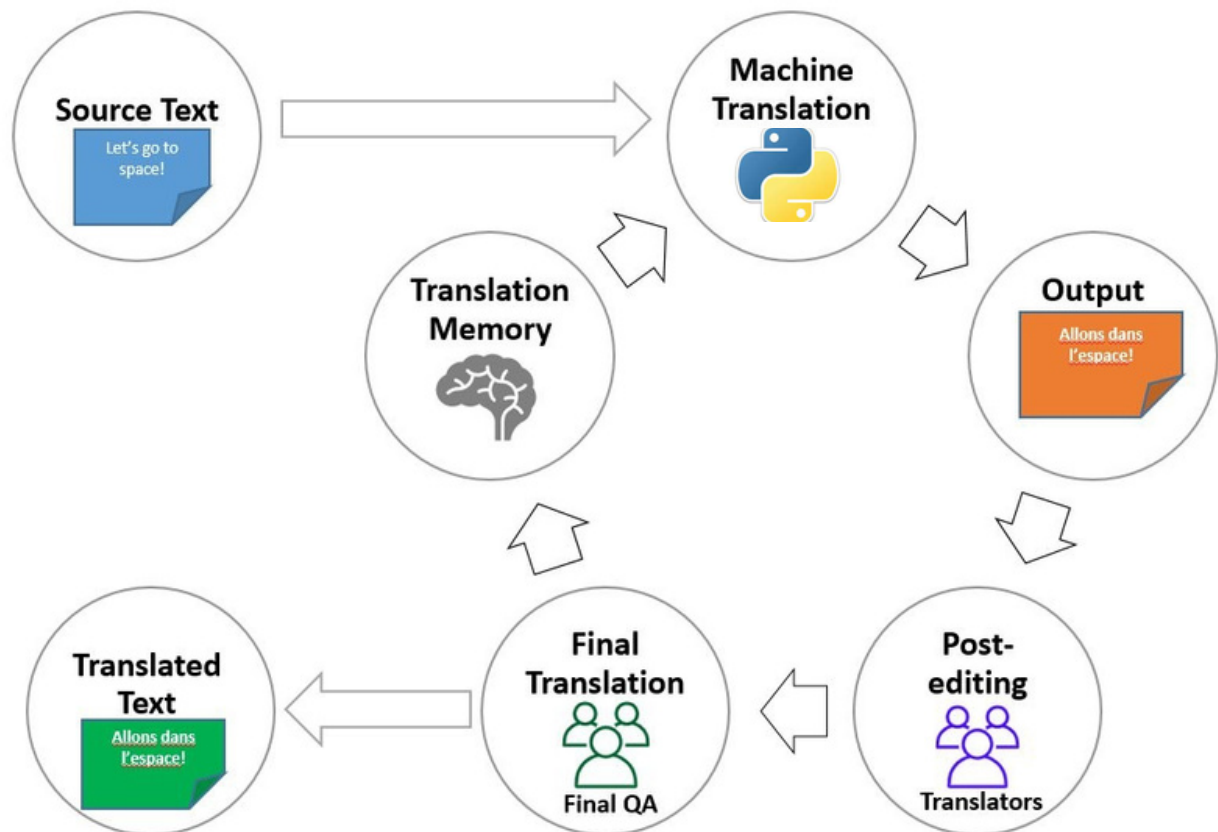 Source Text
Let's go to
space!
Machine
Translation
Translation
Memory
Output
Allons dans
l'espace!
Translated
Text
Allons dans
l'espace!
Final
Translation
Final QA
Post-
editing
Translators